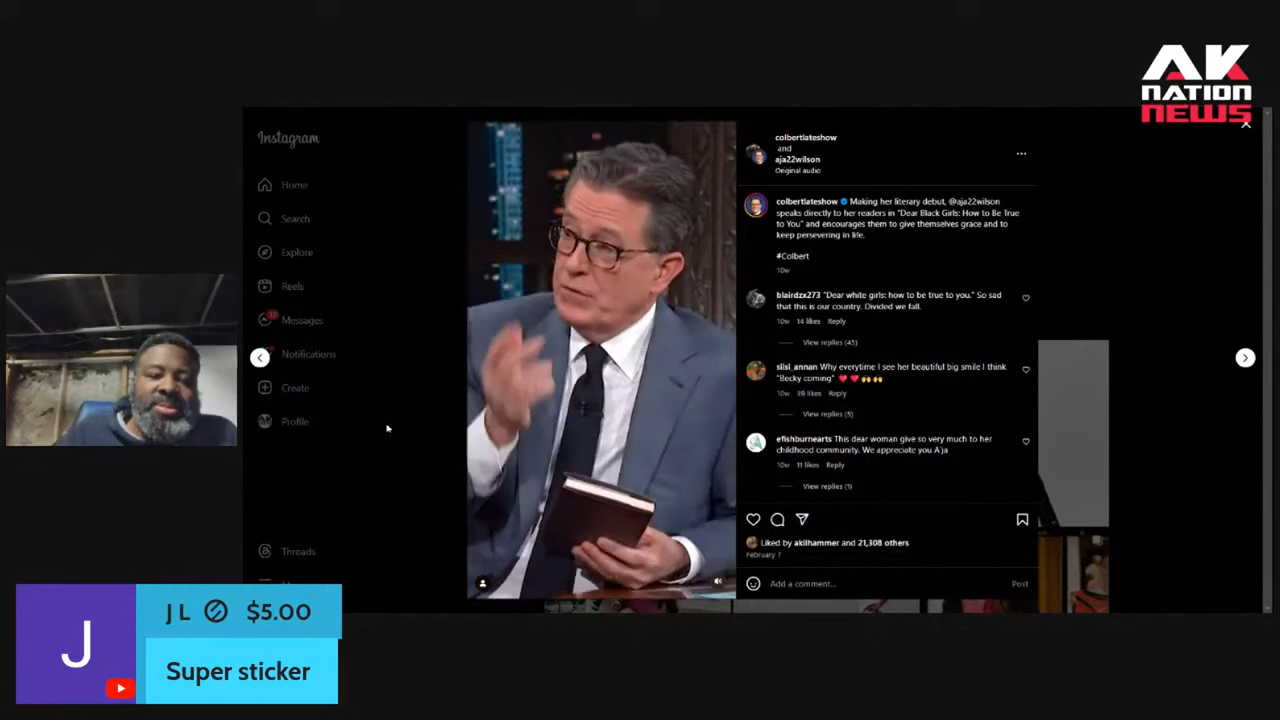 AK
NATION
NEWS
Instagram
Home
Search
Explore
Reels
Messages
Notifications
Create
Profile
Threads
colbertlateshow
and
aja22wilson
Original audio
colbertlateshow Making her literary debut, @aja22wilson
speaks directly to her readers in "Dear Black Girls: How to Be True
to You" and encourages them to give themselves grace and to
keep persevering in life.
#Colbert
10w
blairdzx273 "Dear white girls: how to be true to you." So sad
that this is our country. Divided we fall.
10w 14 likes Reply
View replies (45)
slisi_annan Why everytime I see her beautiful big smile I think
"Becky coming" ❤️❤️🙌🙌
10w 39 likes Reply
View replies (5)
efishburnearts This dear woman give so very much to her
childhood community. We appreciate you A'ja
10w 11 likes Reply
View replies (1)
Liked by akilhammer and 21,308 others
February 7
Add a comment... Post
J
J L $5.00
Super sticker